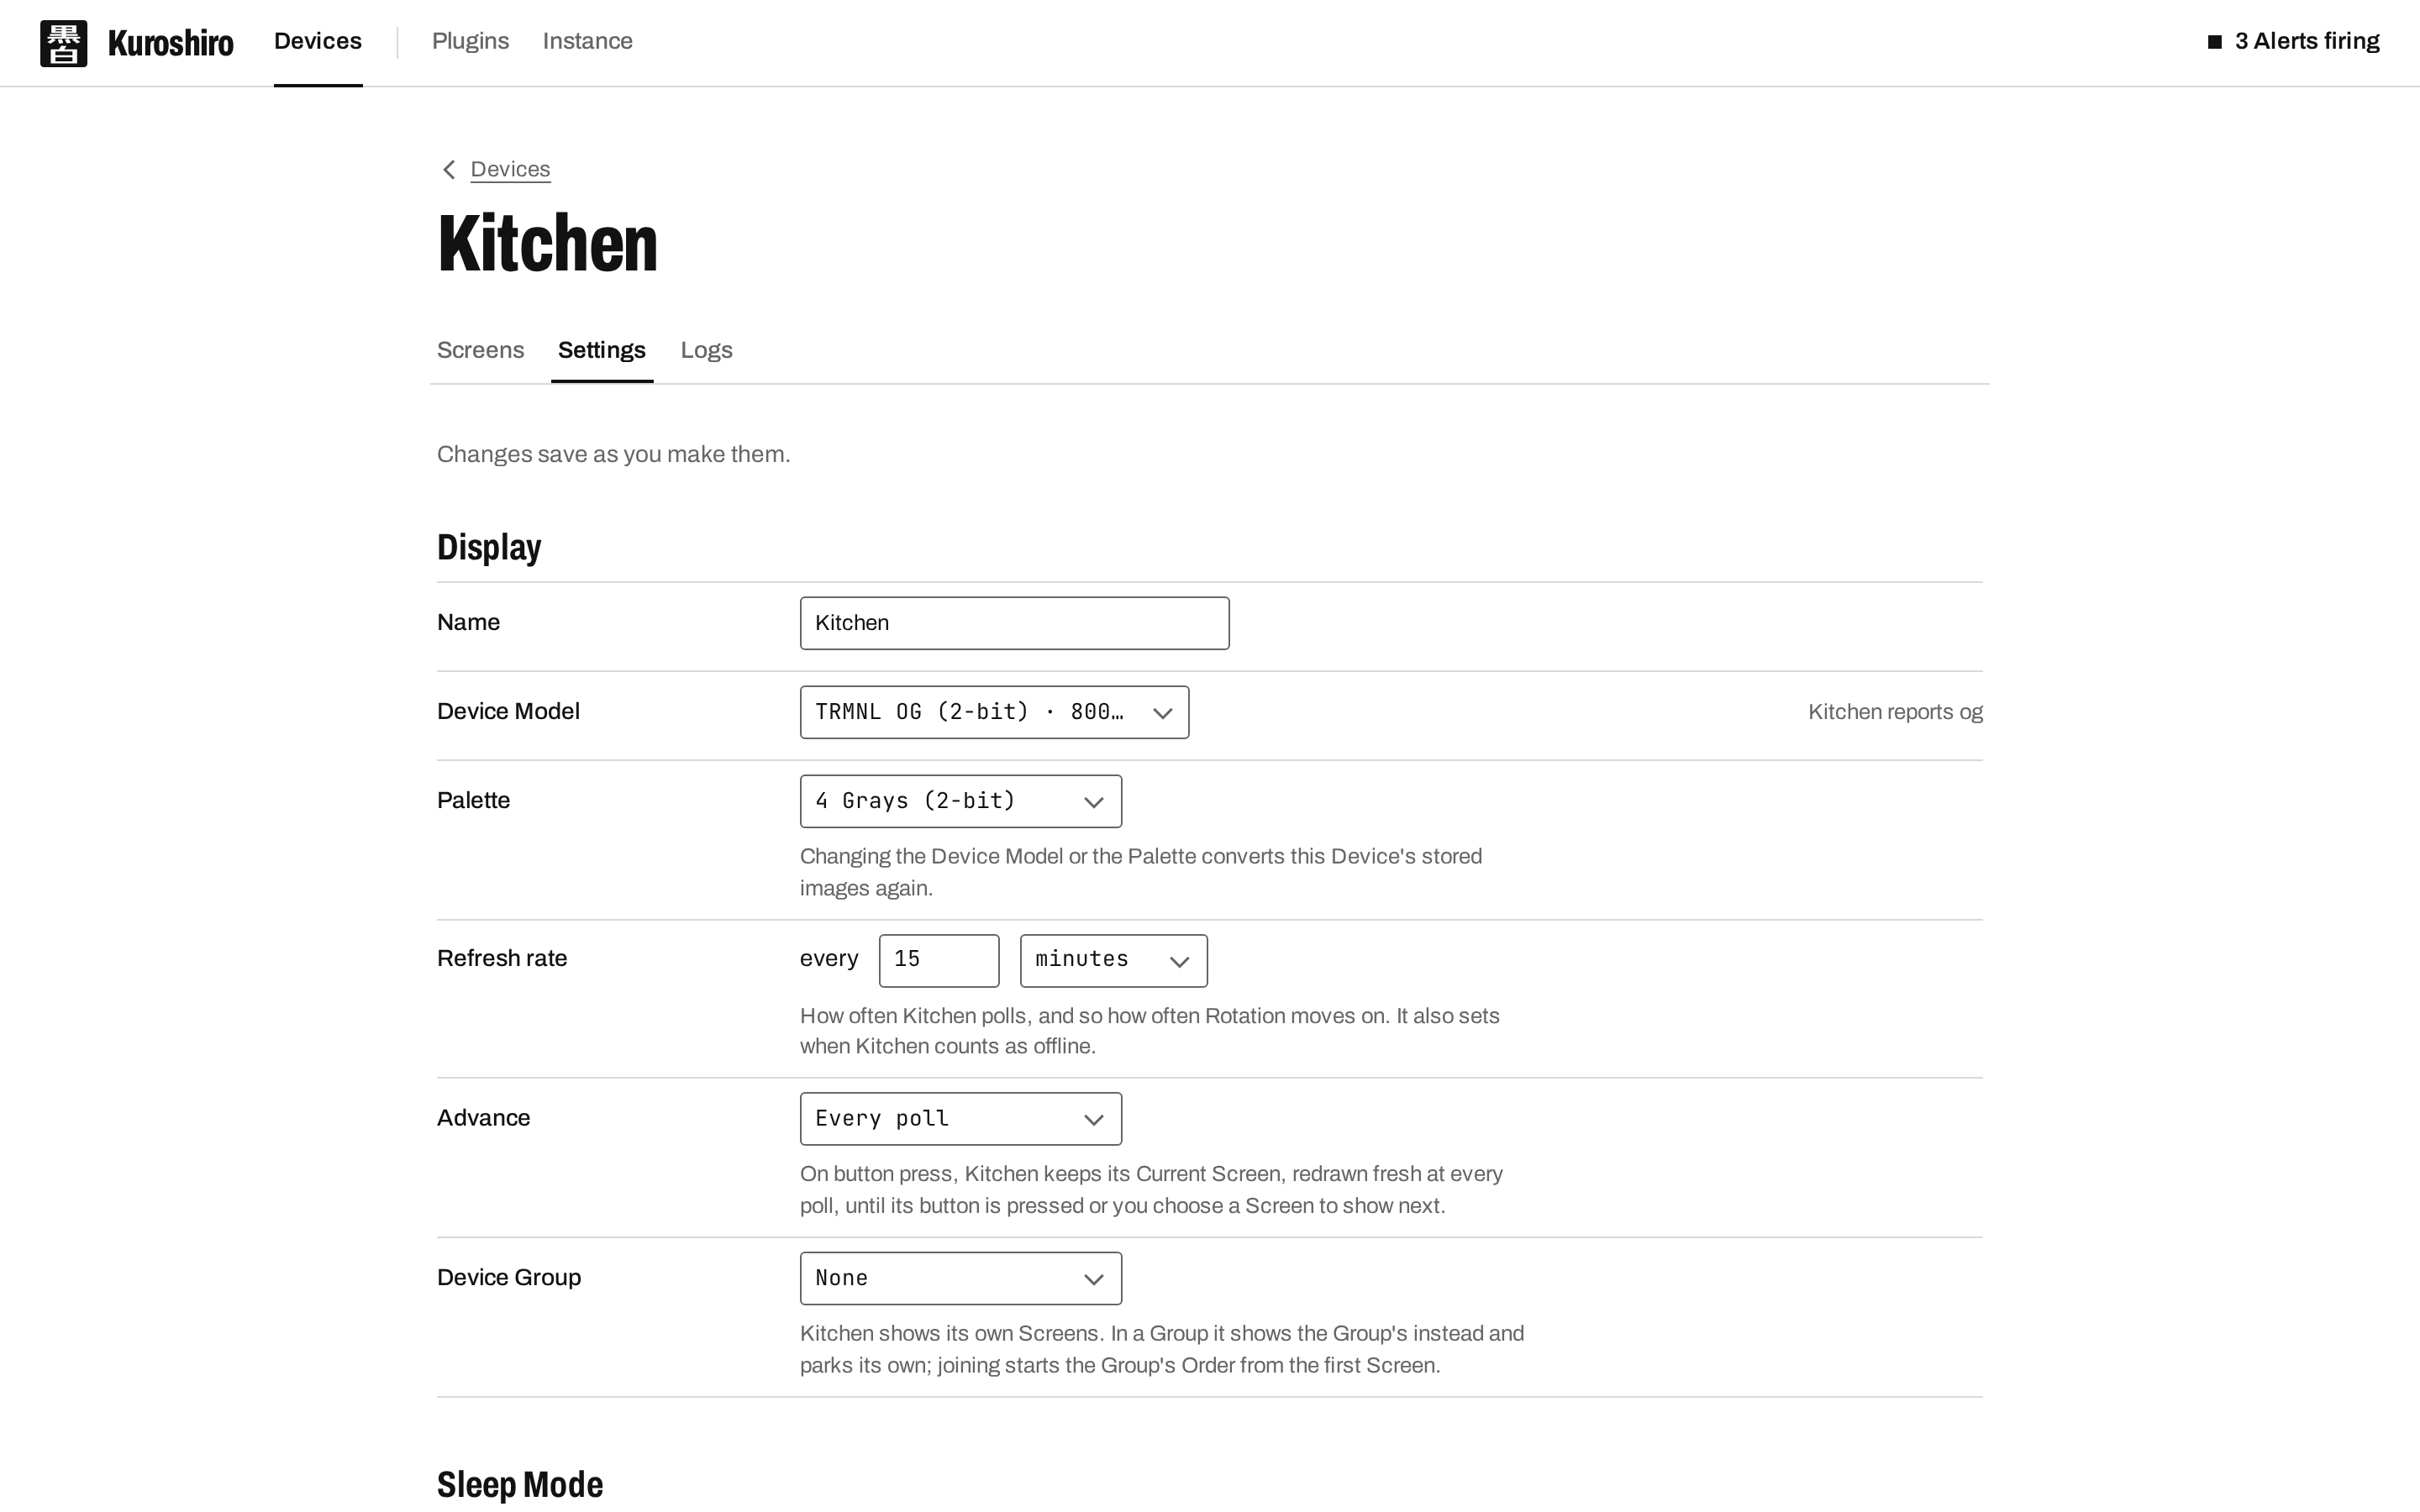 黒白 Kuroshiro Devices Plugins Instance 3 Alerts firing
Devices
Kitchen
Screens Settings Logs
Changes save as you make them.
Display
Name Kitchen
Device Model TRMNL OG (2-bit) · 800… Kitchen reports og
Palette 4 Grays (2-bit)
Changing the Device Model or the Palette converts this Device's stored
images again.
Refresh rate every 15 minutes
How often Kitchen polls, and so how often Rotation moves on. It also sets
when Kitchen counts as offline.
Advance Every poll
On button press, Kitchen keeps its Current Screen, redrawn fresh at every
poll, until its button is pressed or you choose a Screen to show next.
Device Group None
Kitchen shows its own Screens. In a Group it shows the Group's instead and
parks its own; joining starts the Group's Order from the first Screen.
Sleep Mode